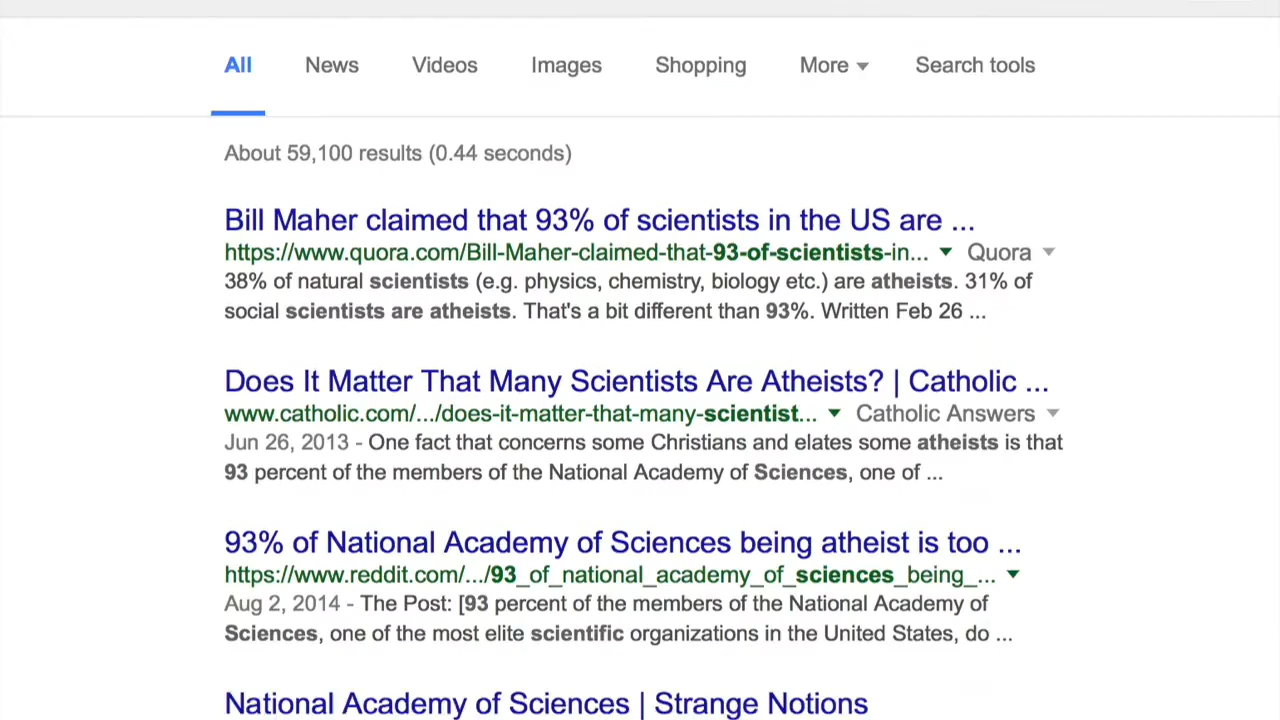 All News Videos Images Shopping More Search tools
About 59,100 results (0.44 seconds)
Bill Maher claimed that 93% of scientists in the US are ...
https://www.quora.com/Bill-Maher-claimed-that-93-of-scientists-in... Quora
38% of natural scientists (e.g. physics, chemistry, biology etc.) are atheists. 31% of
social scientists are atheists. That's a bit different than 93%. Written Feb 26 ...
Does It Matter That Many Scientists Are Atheists? | Catholic ...
www.catholic.com/.../does-it-matter-that-many-scientist... Catholic Answers
Jun 26, 2013 - One fact that concerns some Christians and elates some atheists is that
93 percent of the members of the National Academy of Sciences, one of ...
93% of National Academy of Sciences being atheist is too ...
https://www.reddit.com/.../93_of_national_academy_of_sciences_being_...
Aug 2, 2014 - The Post: [93 percent of the members of the National Academy of
Sciences, one of the most elite scientific organizations in the United States, do ...
National Academy of Sciences | Strange Notions